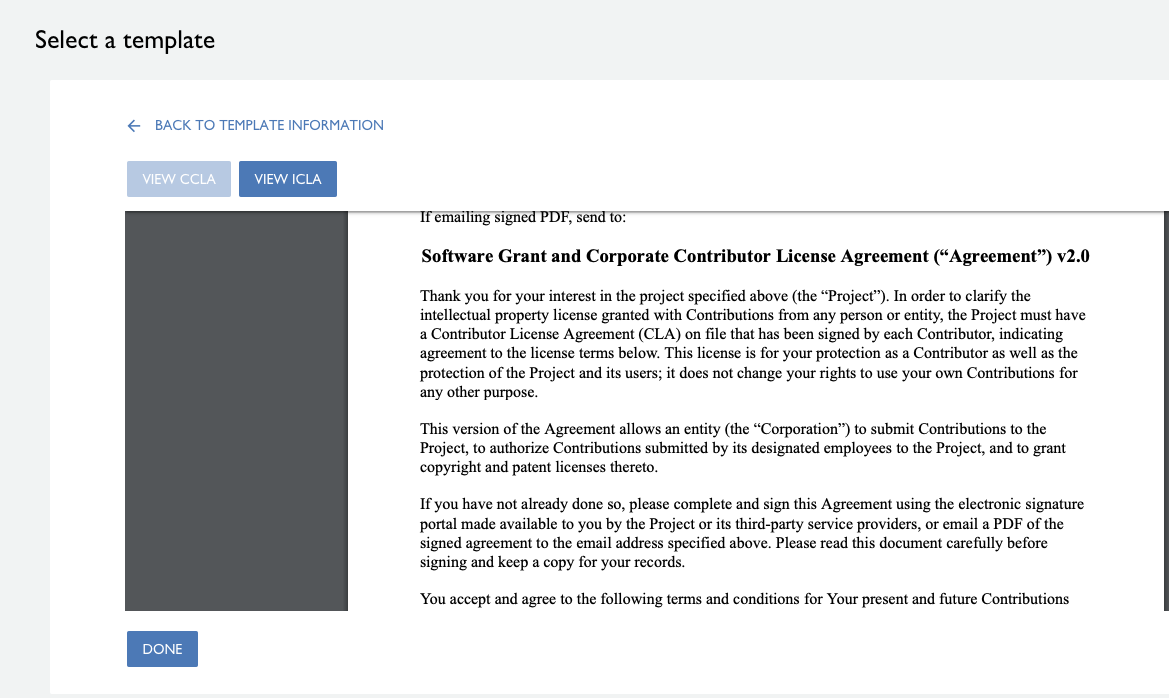 Select a template
← BACK TO TEMPLATE INFORMATION
VIEW CCLA VIEW ICLA
If emailing signed PDF, send to:
Software Grant and Corporate Contributor License Agreement (“Agreement”) v2.0
Thank you for your interest in the project specified above (the “Project”). In order to clarify the
intellectual property license granted with Contributions from any person or entity, the Project must have
a Contributor License Agreement (CLA) on file that has been signed by each Contributor, indicating
agreement to the license terms below. This license is for your protection as a Contributor as well as the
protection of the Project and its users; it does not change your rights to use your own Contributions for
any other purpose.
This version of the Agreement allows an entity (the “Corporation”) to submit Contributions to the
Project, to authorize Contributions submitted by its designated employees to the Project, and to grant
copyright and patent licenses thereto.
If you have not already done so, please complete and sign this Agreement using the electronic signature
portal made available to you by the Project or its third-party service providers, or email a PDF of the
signed agreement to the email address specified above. Please read this document carefully before
signing and keep a copy for your records.
You accept and agree to the following terms and conditions for Your present and future Contributions
DONE